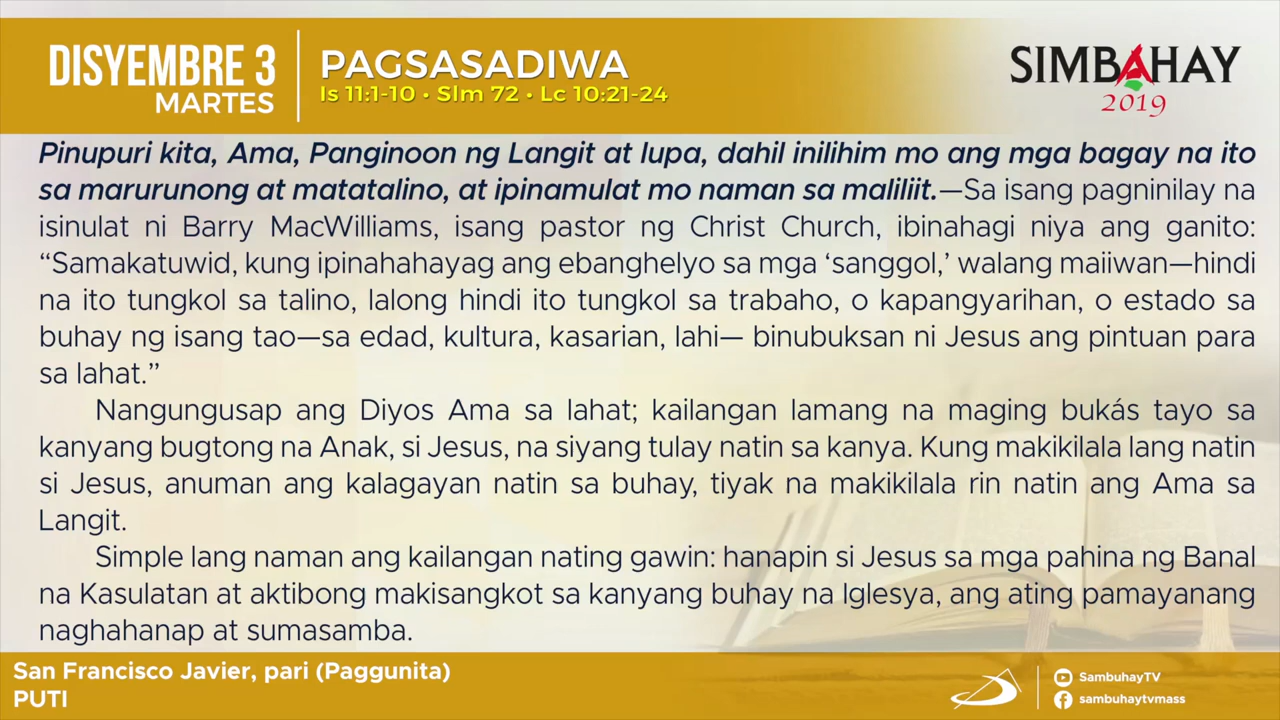 DISYEMBRE 3
MARTES
PAGSASADIWA
Is 11:1-10 • Slm 72 • Lc 10:21-24
SIMBAHAY
2019
Pinupuri kita, Ama, Panginoon ng Langit at lupa, dahil inilihim mo ang mga bagay na ito
sa marurunong at matatalino, at ipinamulat mo naman sa maliliit.—Sa isang pagninilay na
isinulat ni Barry MacWilliams, isang pastor ng Christ Church, ibinahagi niya ang ganito:
“Samakatuwid, kung ipinahahayag ang ebanghelyo sa mga ‘sanggol,’ walang maiiwan—hindi
na ito tungkol sa talino, lalong hindi ito tungkol sa trabaho, o kapangyarihan, o estado sa
buhay ng isang tao—sa edad, kultura, kasarian, lahi— binubuksan ni Jesus ang pintuan para
sa lahat.”
Nangungusap ang Diyos Ama sa lahat; kailangan lamang na maging bukás tayo sa
kanyang bugtong na Anak, si Jesus, na siyang tulay natin sa kanya. Kung makikilala lang natin
si Jesus, anuman ang kalagayan natin sa buhay, tiyak na makikilala rin natin ang Ama sa
Langit.
Simple lang naman ang kailangan nating gawin: hanapin si Jesus sa mga pahina ng Banal
na Kasulatan at aktibong makisangkot sa kanyang buhay na Iglesya, ang ating pamayanang
naghahanap at sumasamba.
San Francisco Javier, pari (Paggunita)
PUTI
SambuhayTV
sambuhaytvmass